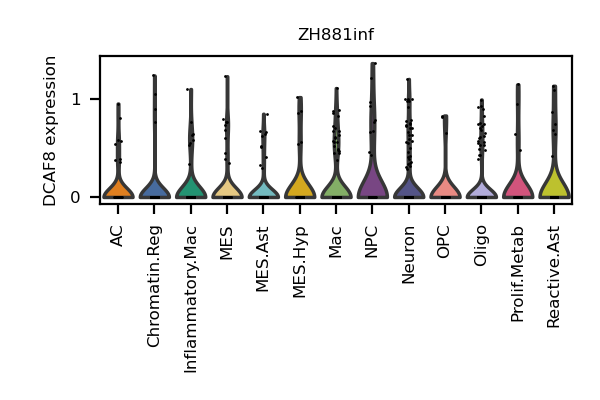 ZH881inf
DCAF8 expression
1
0
AC
Chromatin.Reg
Inflammatory.Mac
MES
MES.Ast
MES.Hyp
Mac
NPC
Neuron
OPC
Oligo
Prolif.Metab
Reactive.Ast